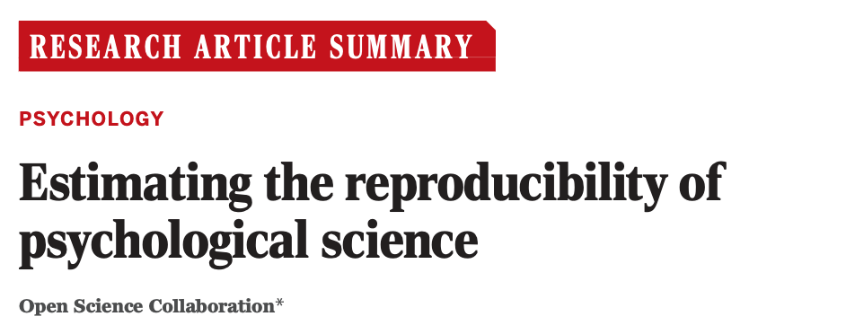 RESEARCH ARTICLE SUMMARY
PSYCHOLOGY
Estimating the reproducibility of
psychological science
Open Science Collaboration*